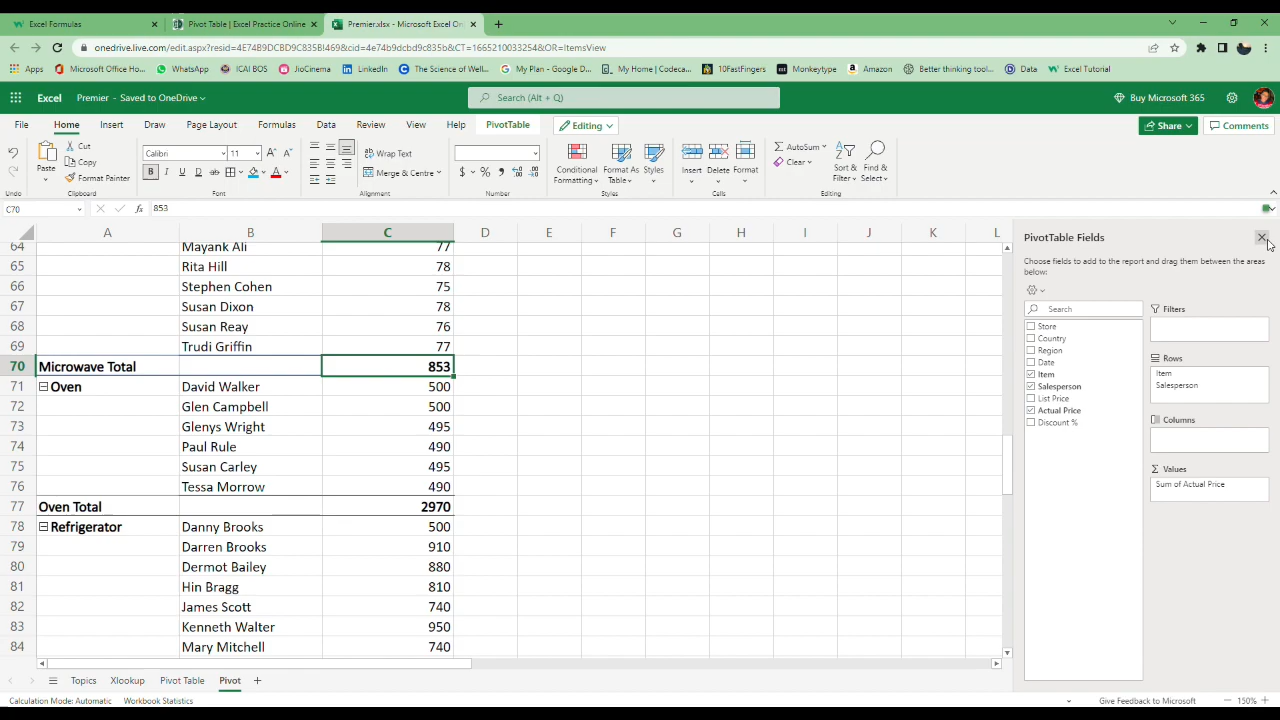 Excel Formulas
Pivot Table | Excel Practice Online
Premier.xlsx - Microsoft Excel On
onedrive.live.com/edit.aspx?resid=4E74B9DCBD9C835B!469&cid=4e74b9dcbd9c835b&CT=1665210033254&OR=ItemsView
Apps
Microsoft Office Ho...
WhatsApp
ICAI BOS
JioCinema
LinkedIn
The Science of Well...
My Plan - Google D...
My Home | Codeca...
10FastFingers
Monkeytype
Amazon
Better thinking tool...
Data
Excel Tutorial
Excel
Premier - Saved to OneDrive
Search (Alt + Q)
Buy Microsoft 365
File
Home
Insert
Draw
Page Layout
Formulas
Data
Review
View
Help
PivotTable
Editing
Share
Comments
Paste
Cut
Copy
Format Painter
Calibri
11
Wrap Text
Merge & Centre
Conditional
Formatting
Format As
Table
Styles
Insert
Delete
Format
AutoSum
Clear
Sort &
Filter
Find &
Select
Undo
Clipboard
Font
Alignment
Number
Styles
Cells
Editing
C70
fx
853
A B C D E F G H I J K L
64 Mayank Ali 77
65 Rita Hill 78
66 Stephen Cohen 75
67 Susan Dixon 78
68 Susan Reay 76
69 Trudi Griffin 77
70 Microwave Total 853
71 Oven David Walker 500
72 Glen Campbell 500
73 Glenys Wright 495
74 Paul Rule 490
75 Susan Carley 495
76 Tessa Morrow 490
77 Oven Total 2970
78 Refrigerator Danny Brooks 500
79 Darren Brooks 910
80 Dermot Bailey 880
81 Hin Bragg 810
82 James Scott 740
83 Kenneth Walter 950
84 Mary Mitchell 740
PivotTable Fields
Choose fields to add to the report and drag them between the areas
below:
Search
Store
Country
Region
Date
Item
Salesperson
List Price
Actual Price
Discount %
Filters
Rows
Item
Salesperson
Columns
Σ Values
Sum of Actual Price
Topics
Xlookup
Pivot Table
Pivot
Calculation Mode: Automatic
Workbook Statistics
Give Feedback to Microsoft
150%